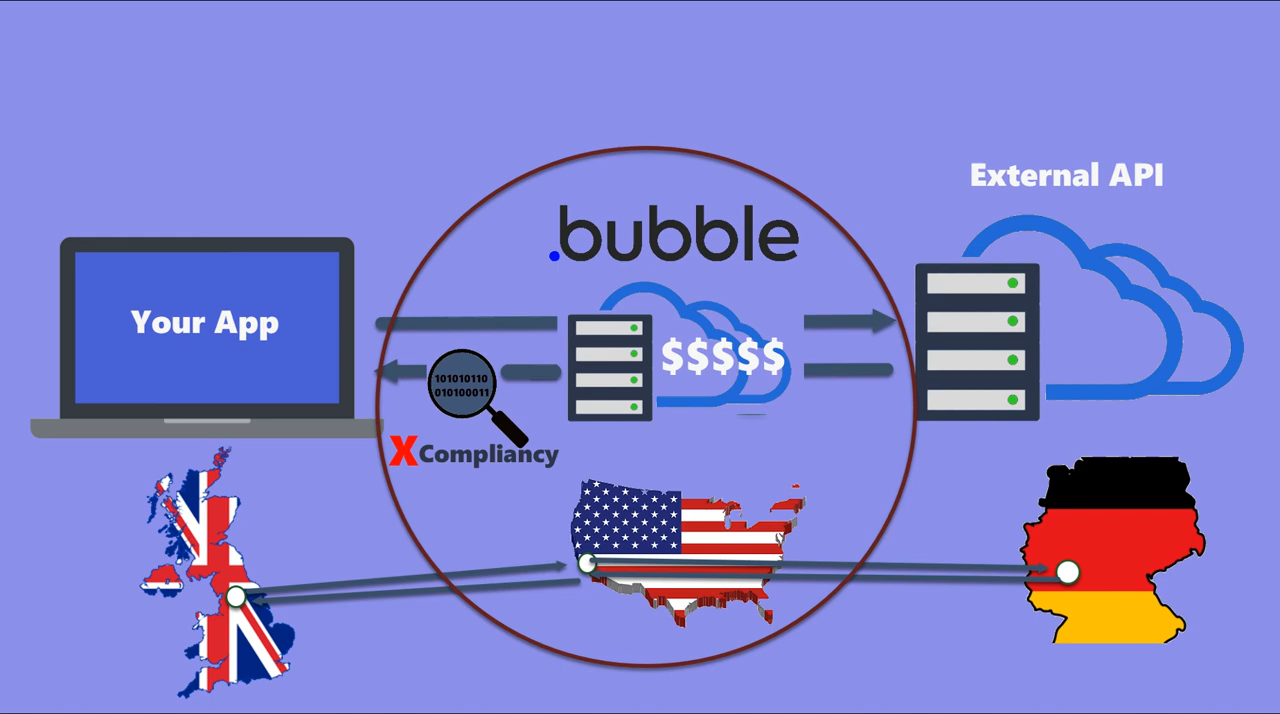 External API
.bubble
Your App
$$$$$
101010110
010100011
X Compliancy